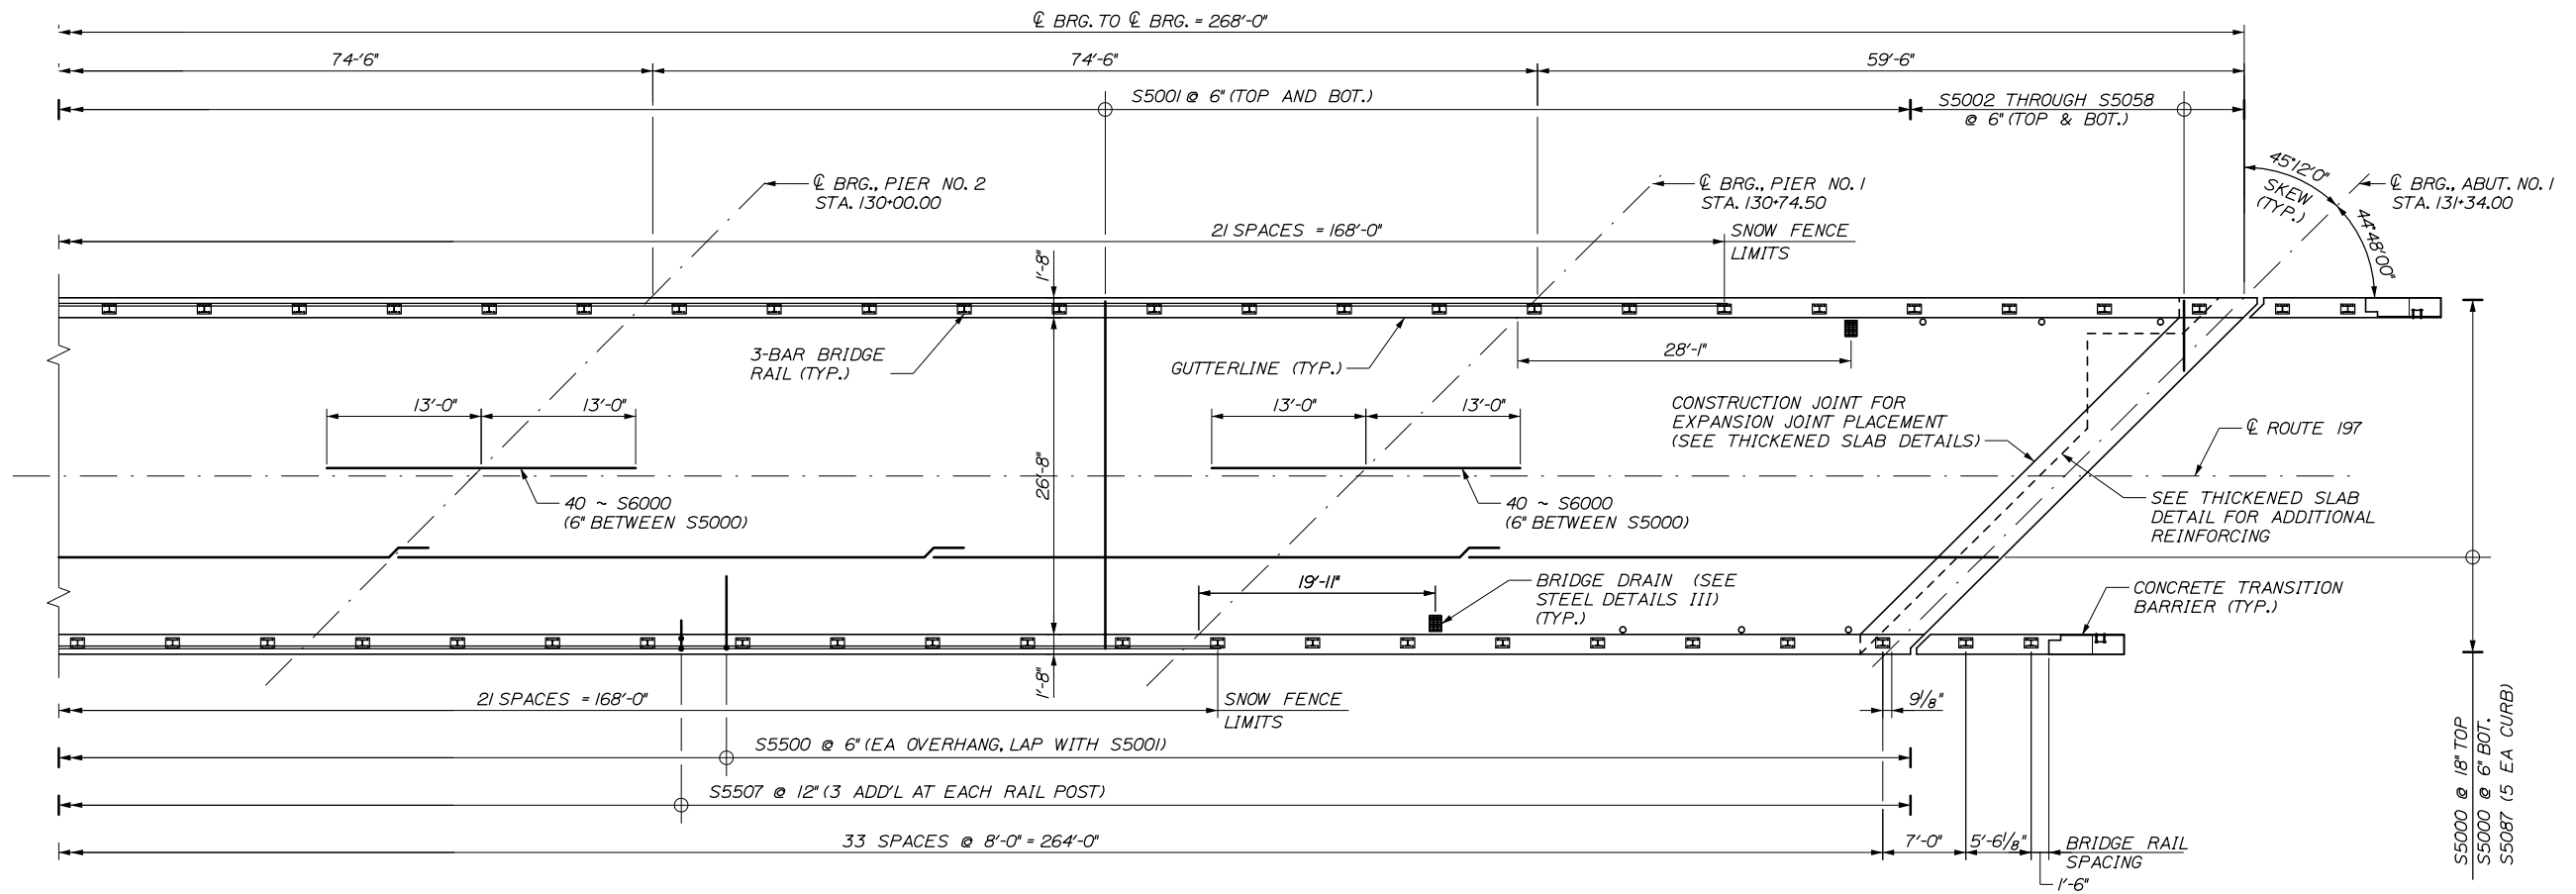 ℄ BRG. TO ℄ BRG. = 268'-0"
74-'6"
74'-6"
59'-6"
S5001 @ 6" (TOP AND BOT.)
S5002 THROUGH S5058
@ 6" (TOP & BOT.)
℄ BRG., PIER NO. 2
STA. 130+00.00
℄ BRG., PIER NO. 1
STA. 130+74.50
45°12'0"
SKEW
(TYP.)
44°48'00"
℄ BRG., ABUT. NO. 1
STA. 131+34.00
21 SPACES = 168'-0"
SNOW FENCE
LIMITS
1'-8"
3-BAR BRIDGE
RAIL (TYP.)
GUTTERLINE (TYP.)
28'-1"
13'-0"
13'-0"
13'-0"
13'-0"
CONSTRUCTION JOINT FOR
EXPANSION JOINT PLACEMENT
(SEE THICKENED SLAB DETAILS)
℄ ROUTE 197
26'-8"
40 ~ S6000
(6" BETWEEN S5000)
40 ~ S6000
(6" BETWEEN S5000)
SEE THICKENED SLAB
DETAIL FOR ADDITIONAL
REINFORCING
19'-11"
BRIDGE DRAIN (SEE
STEEL DETAILS III)
(TYP.)
CONCRETE TRANSITION
BARRIER (TYP.)
1'-8"
21 SPACES = 168'-0"
SNOW FENCE
LIMITS
9 1/8"
S5500 @ 6" (EA OVERHANG, LAP WITH S5001)
S5507 @ 12" (3 ADD'L AT EACH RAIL POST)
33 SPACES @ 8'-0" = 264'-0"
7'-0"
5'-6 1/8"
BRIDGE RAIL
SPACING
1'-6"
S5000 @ 18" TOP
S5000 @ 6" BOT.
S5087 (5 EA CURB)